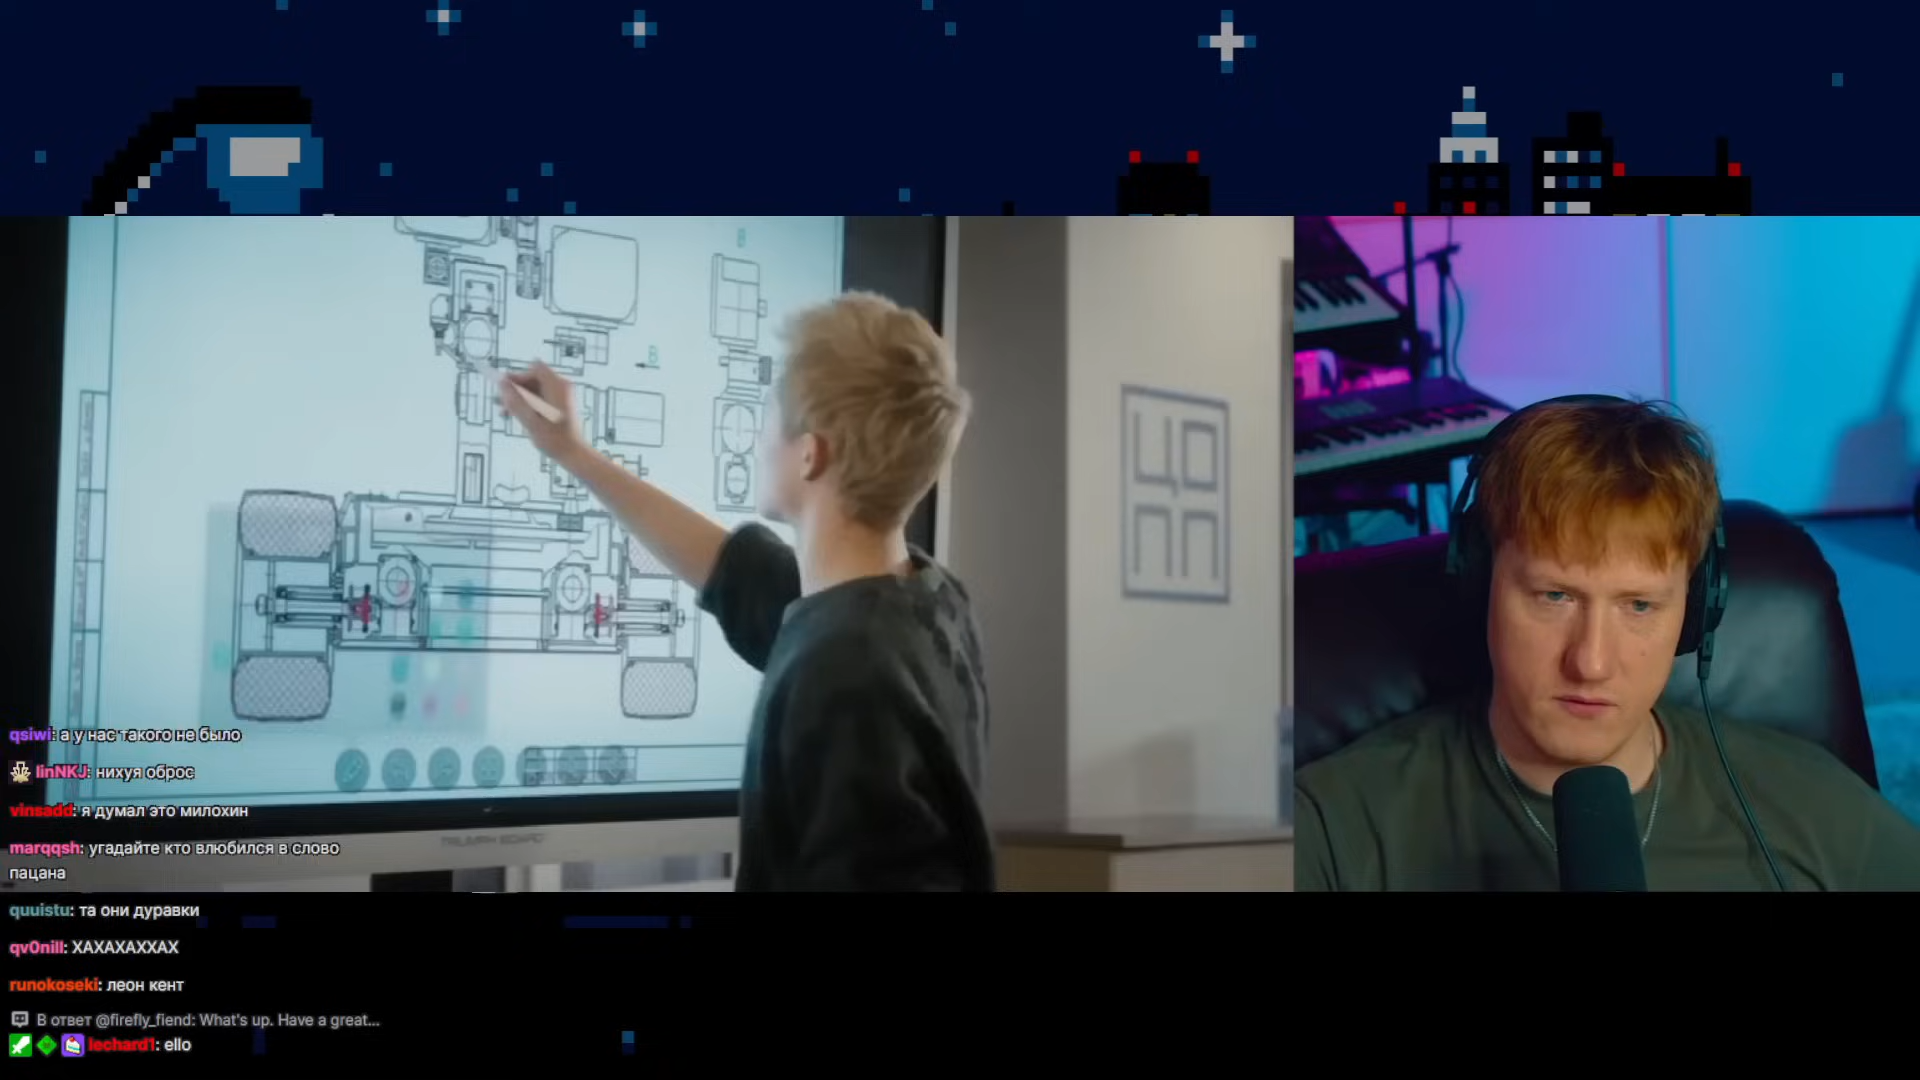 B
B
ЦО
ПП
qsiwi: а у нас такого не было
linNKJ: нихуя оброс
vinsadd: я думал это милохин
marqqsh: угадайте кто влюбился в слово
пацана
quuistu: та они дуравки
qv0nill: ХАХАХАХХАХ
runokoseki: леон кент
В ответ @firefly_fiend: What's up. Have a great...
lechard1: ello